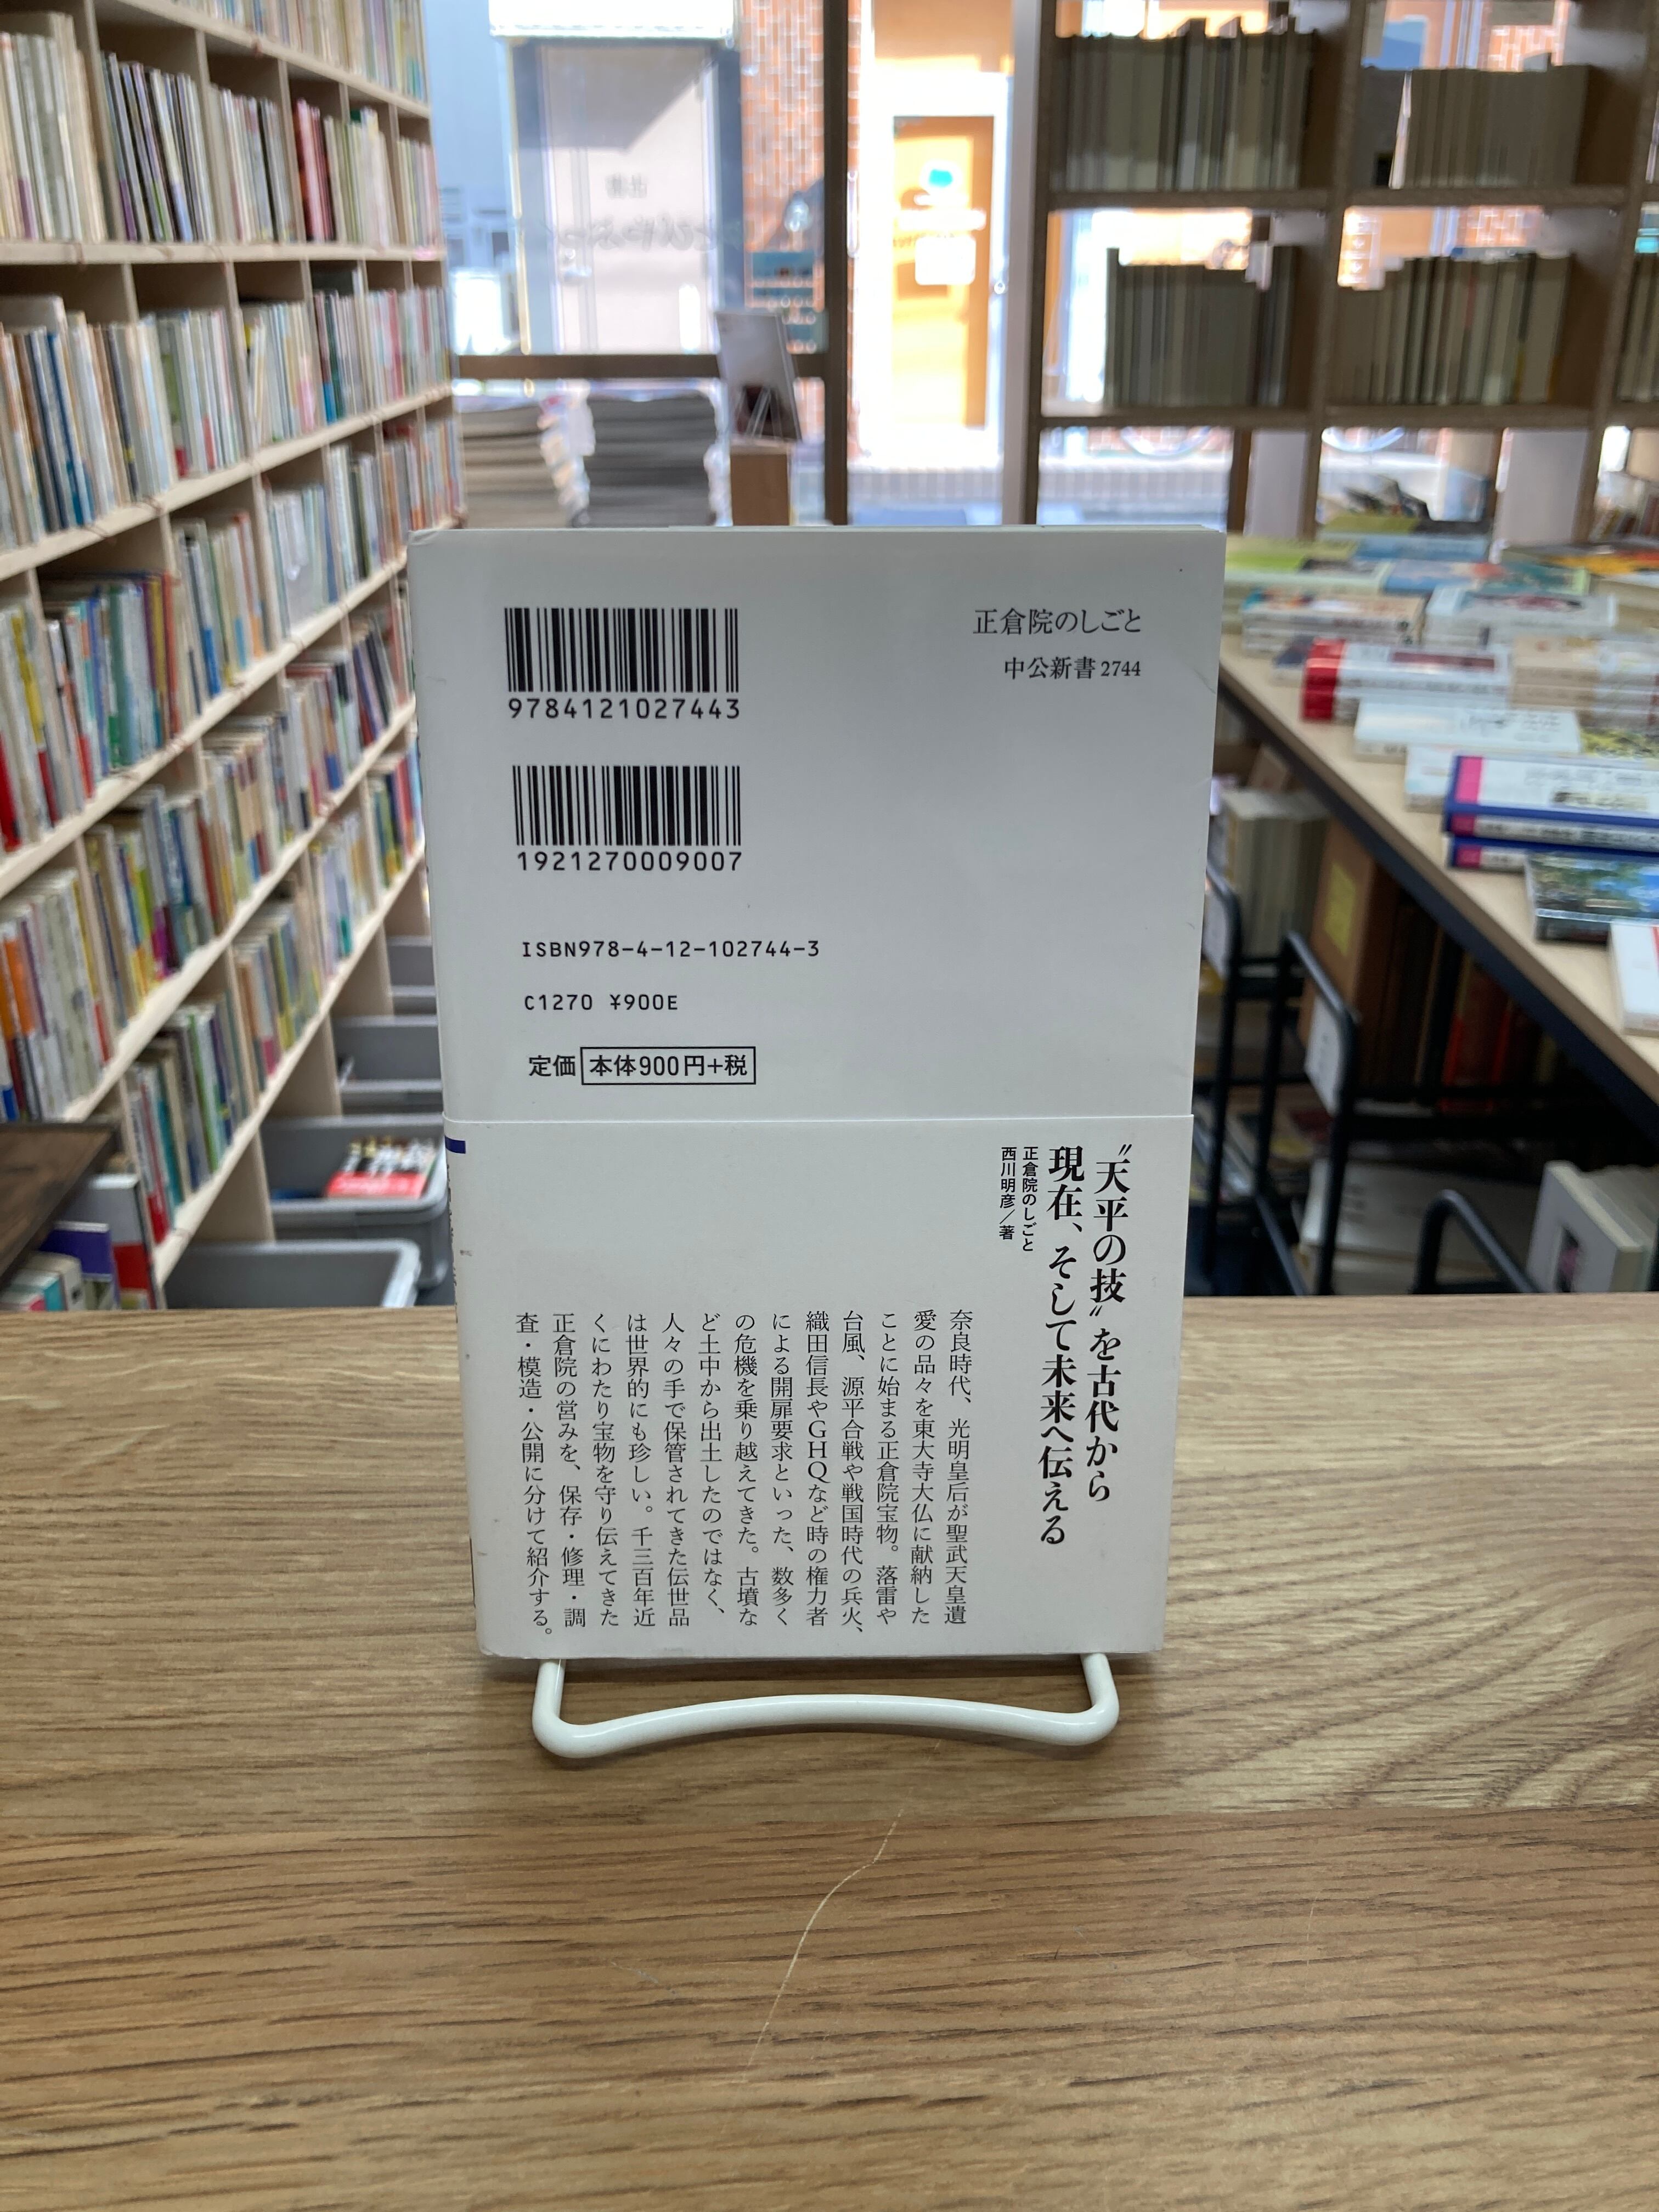 正倉院のしごと
中公新書 2744
9784121027443
1921270009007
ISBN978-4-12-102744-3
C1270 ¥900E
定価 本体900円+税
〝天平の技〟を古代から
現在、そして未来へ伝える
正倉院のしごと
西川明彦/著
奈良時代、光明皇后が聖武天皇遺
愛の品々を東大寺大仏に献納した
ことに始まる正倉院宝物。落雷や
台風、源平合戦や戦国時代の兵火、
織田信長やGHQなど時の権力者
による開扉要求といった、数多く
の危機を乗り越えてきた。古墳な
ど土中から出土したのではなく、
人々の手で保管されてきた伝世品
は世界的にも珍しい。千三百年近
くにわたり宝物を守り伝えてきた
正倉院の営みを、保存・修理・調
査・模造・公開に分けて紹介する。